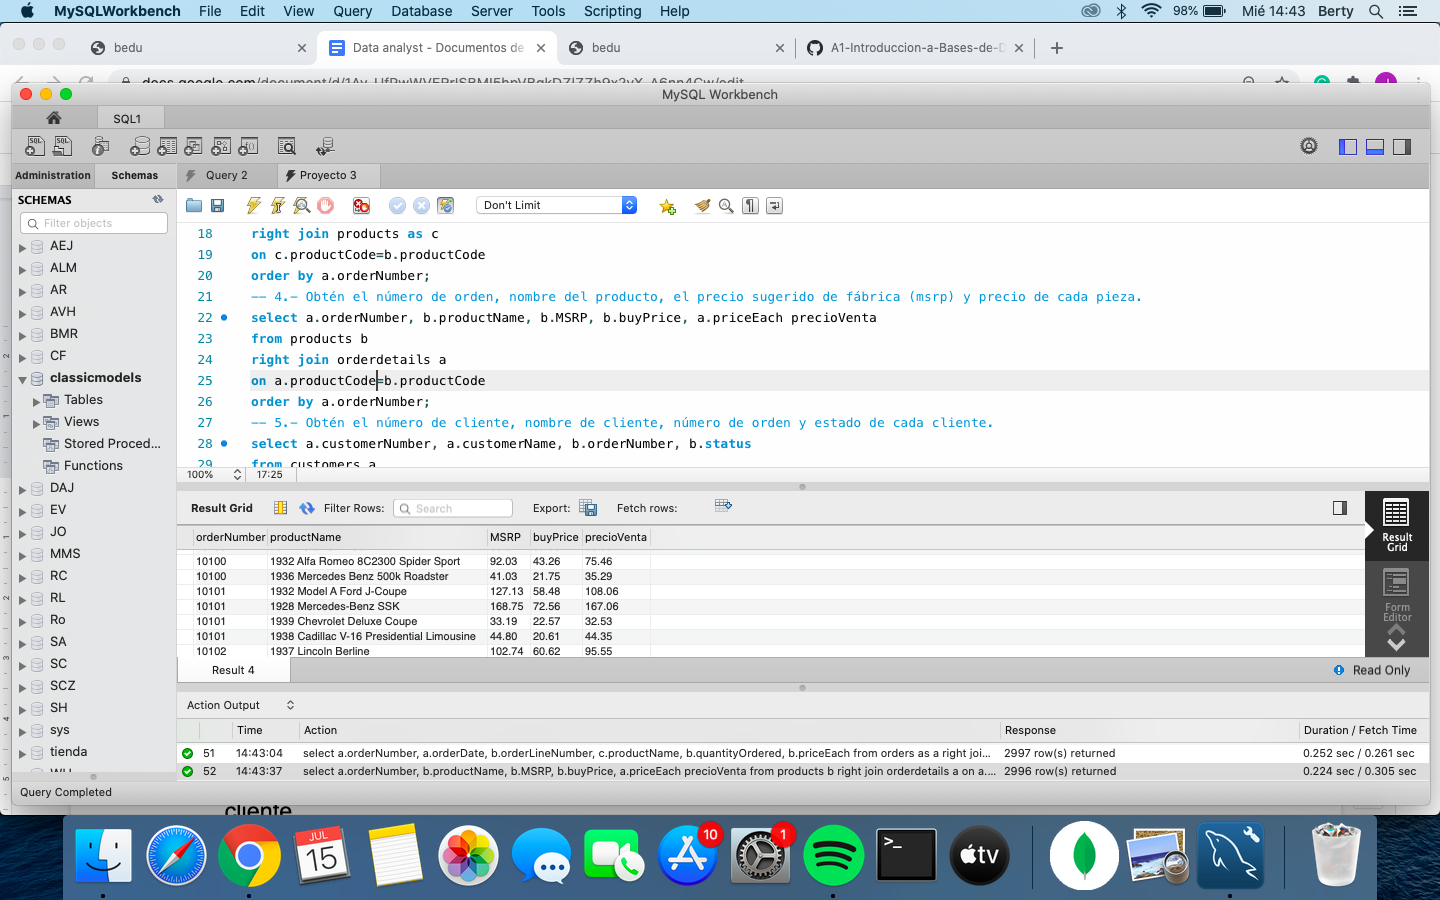 MySQLWorkbench File Edit View Query Database Server Tools Scripting Help 98% Mié 14:43 Berty
bedu Data analyst - Documentos de bedu A1-Introduccion-a-Bases-de-D
MySQL Workbench
SQL1
Administration Schemas Query 2 Proyecto 3
SCHEMAS
Filter objects
Don't Limit
AEJ
ALM
AR
AVH
BMR
CF
classicmodels
Tables
Views
Stored Proced...
Functions
DAJ
EV
JO
MMS
RC
RL
Ro
SA
SC
SCZ
SH
sys
tienda
18 right join products as c
19 on c.productCode=b.productCode
20 order by a.orderNumber;
21 -- 4.- Obtén el número de orden, nombre del producto, el precio sugerido de fábrica (msrp) y precio de cada pieza.
22 select a.orderNumber, b.productName, b.MSRP, b.buyPrice, a.priceEach precioVenta
23 from products b
24 right join orderdetails a
25 on a.productCode=b.productCode
26 order by a.orderNumber;
27 -- 5.- Obtén el número de cliente, nombre de cliente, número de orden y estado de cada cliente.
28 select a.customerNumber, a.customerName, b.orderNumber, b.status
29 from customers a
100% 17:25
Result Grid Filter Rows: Search Export: Fetch rows:
orderNumber productName MSRP buyPrice precioVenta
10100 1932 Alfa Romeo 8C2300 Spider Sport 92.03 43.26 75.46
10100 1936 Mercedes Benz 500k Roadster 41.03 21.75 35.29
10101 1932 Model A Ford J-Coupe 127.13 58.48 108.06
10101 1928 Mercedes-Benz SSK 168.75 72.56 167.06
10101 1939 Chevrolet Deluxe Coupe 33.19 22.57 32.53
10101 1938 Cadillac V-16 Presidential Limousine 44.80 20.61 44.35
10102 1937 Lincoln Berline 102.74 60.62 95.55
Result Grid
Form Editor
Result 4 Read Only
Action Output
Time Action Response Duration / Fetch Time
51 14:43:04 select a.orderNumber, a.orderDate, b.orderLineNumber, c.productName, b.quantityOrdered, b.priceEach from orders as a right joi... 2997 row(s) returned 0.252 sec / 0.261 sec
52 14:43:37 select a.orderNumber, b.productName, b.MSRP, b.buyPrice, a.priceEach precioVenta from products b right join orderdetails a on a.... 2996 row(s) returned 0.224 sec / 0.305 sec
Query Completed
cliente
JUL
15
10
1
tv